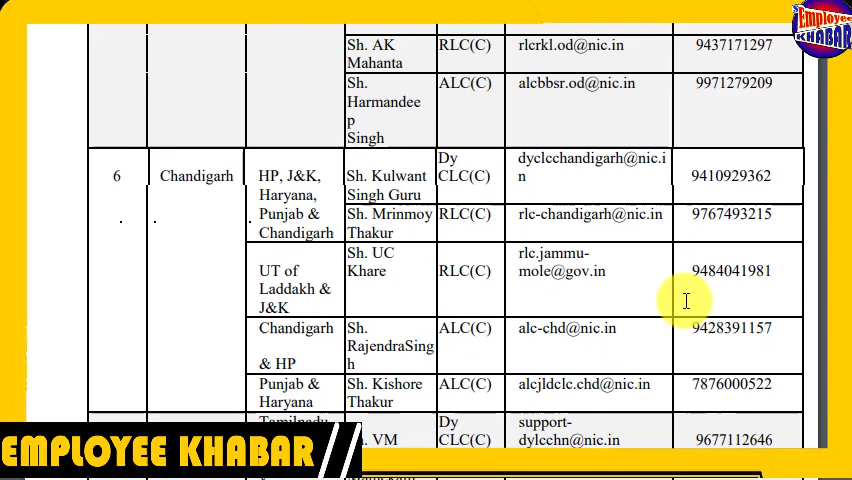 Employee
KHABAR
Sh. AK RLC(C) rlcrkl.od@nic.in 9437171297
Mahanta
Sh. ALC(C) alcbbsr.od@nic.in 9971279209
Harmandee
p
Singh
Dy dyclcchandigarh@nic.i
6 Chandigarh HP, J&K, Sh. Kulwant CLC(C) n 9410929362
Haryana, Singh Guru
Punjab & Sh. Mrinmoy RLC(C) rlc-chandigarh@nic.in 9767493215
Chandigarh Thakur
Sh. UC rlc.jammu-
UT of Khare RLC(C) mole@gov.in 9484041981
Laddakh &
J&K
Chandigarh Sh. ALC(C) alc-chd@nic.in 9428391157
RajendraSing
& HP h
Punjab & Sh. Kishore ALC(C) alcjldclc.chd@nic.in 7876000522
Haryana Thakur
Tamilnadu Dy support-
VM CLC(C) dylcchn@nic.in 9677112646
EMPLOYEE KHABAR